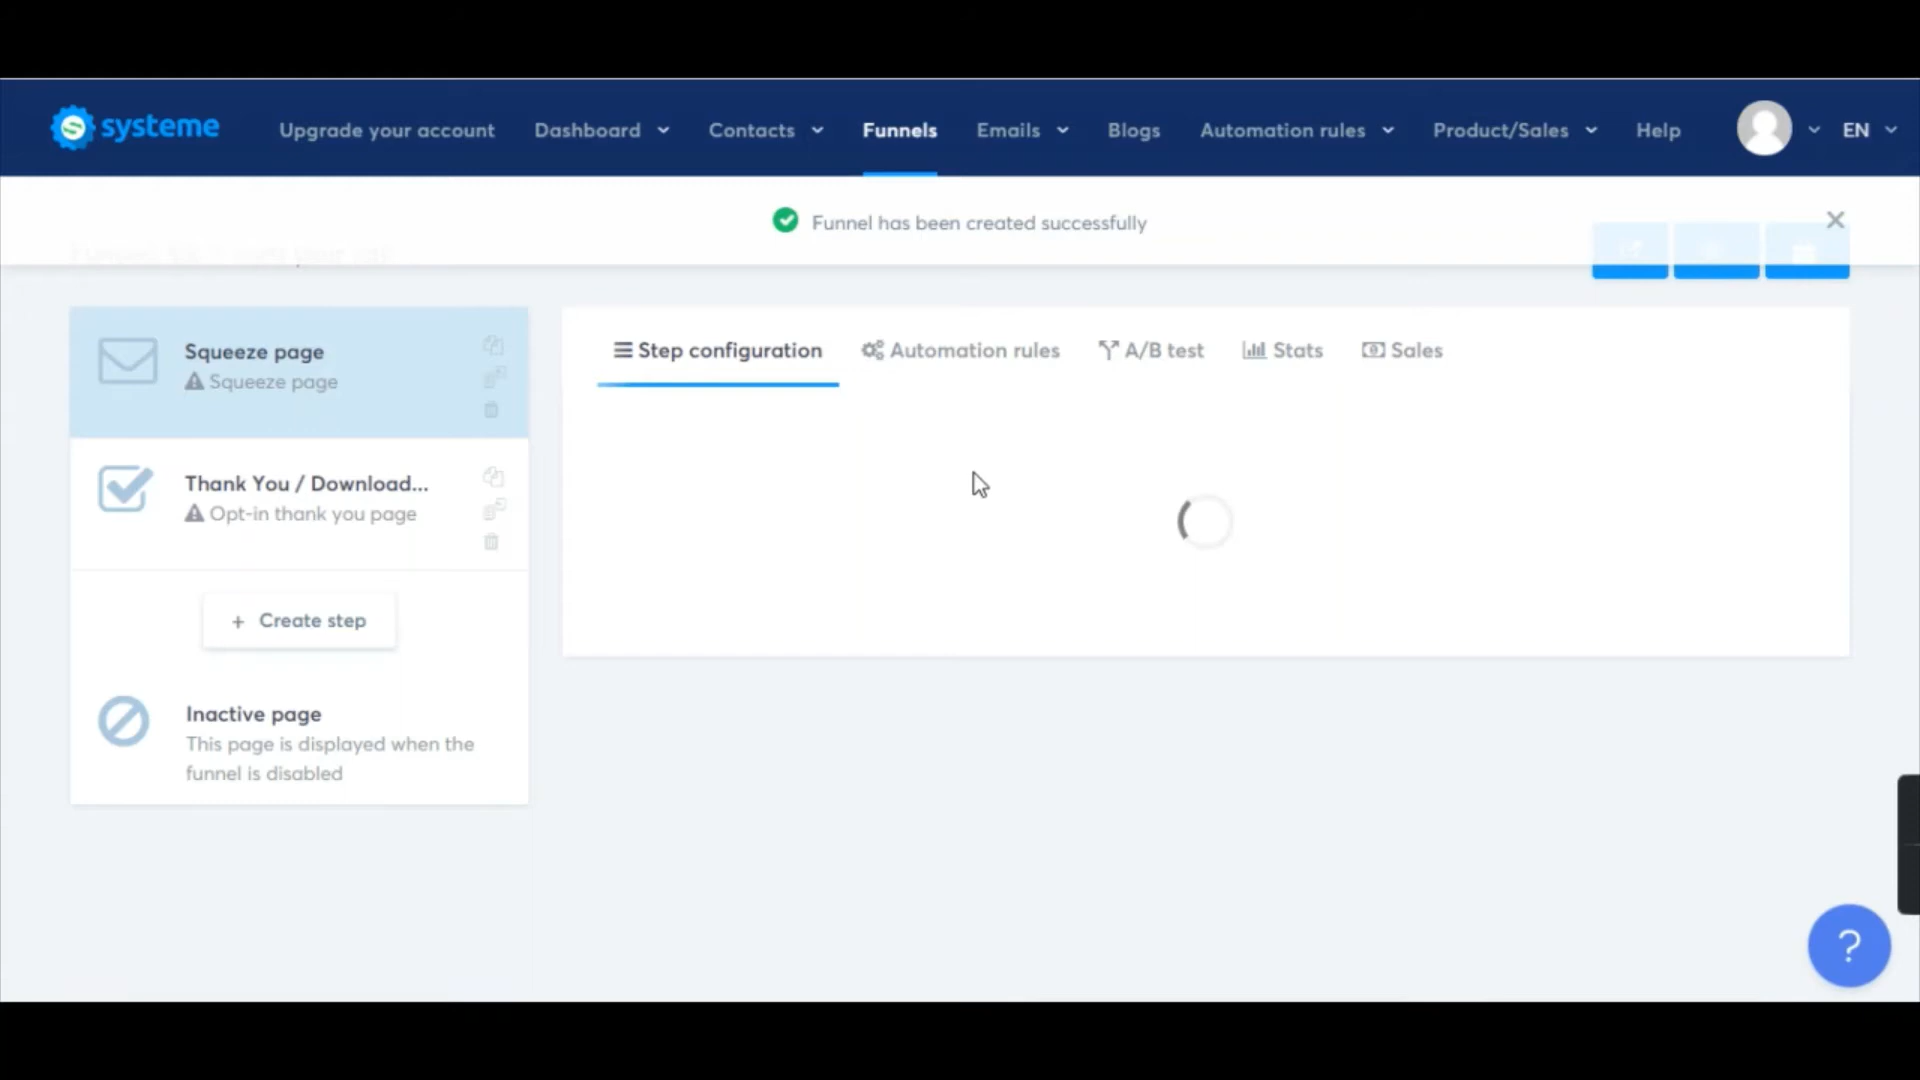 systeme
Upgrade your account
Dashboard
Contacts
Funnels
Emails
Blogs
Automation rules
Product/Sales
Help
EN
Funnel has been created successfully
Squeeze page
Squeeze page
Thank You / Download...
Opt-in thank you page
+ Create step
Inactive page
This page is displayed when the
funnel is disabled
Step configuration
Automation rules
A/B test
Stats
Sales
?